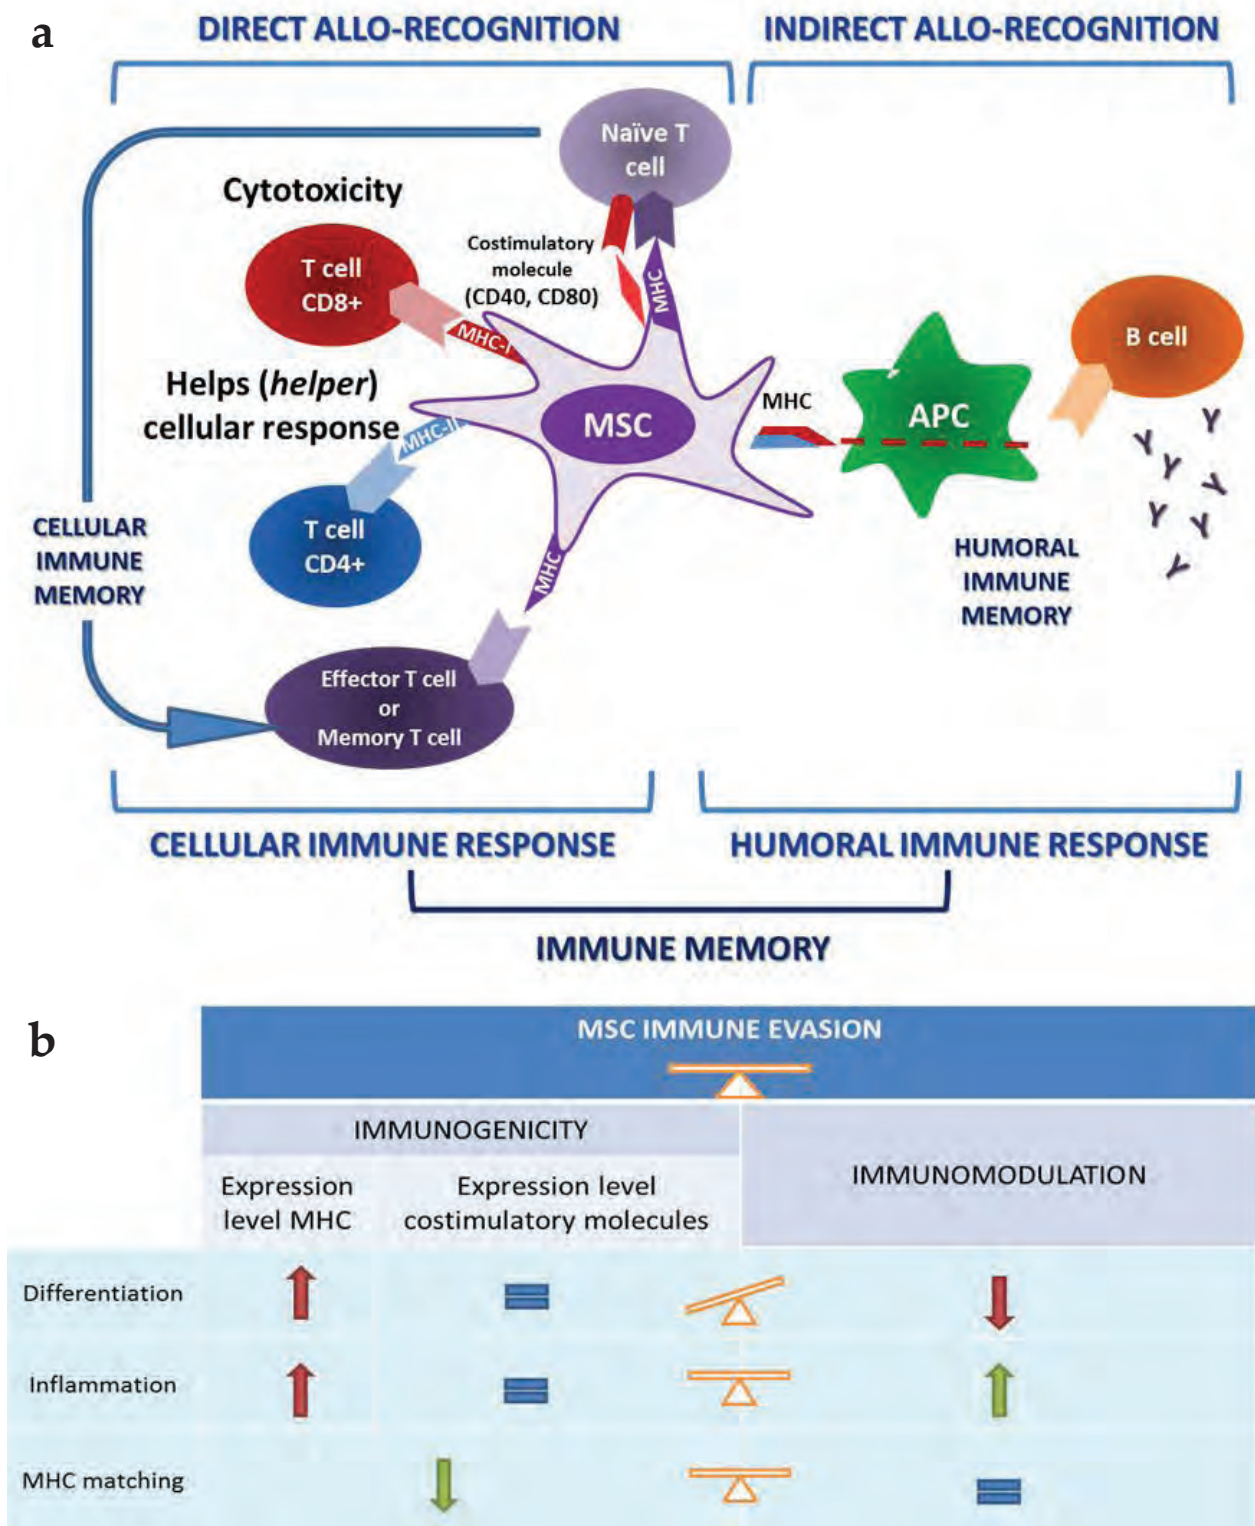 a
DIRECT ALLO-RECOGNITION
INDIRECT ALLO-RECOGNITION
Naïve T
cell
Cytotoxicity
T cell
CD8+
Costimulatory
molecule
(CD40, CD80)
MHC
MHC-I
Helps (helper)
cellular response
MHC-II
MSC
MHC
APC
B cell
T cell
CD4+
CELLULAR
IMMUNE
MEMORY
MHC
HUMORAL
IMMUNE
MEMORY
Effector T cell
or
Memory T cell
CELLULAR IMMUNE RESPONSE
HUMORAL IMMUNE RESPONSE
IMMUNE MEMORY
b
MSC IMMUNE EVASION
IMMUNOGENICITY
IMMUNOMODULATION
Expression
level MHC
Expression level
costimulatory molecules
Differentiation
Inflammation
MHC matching